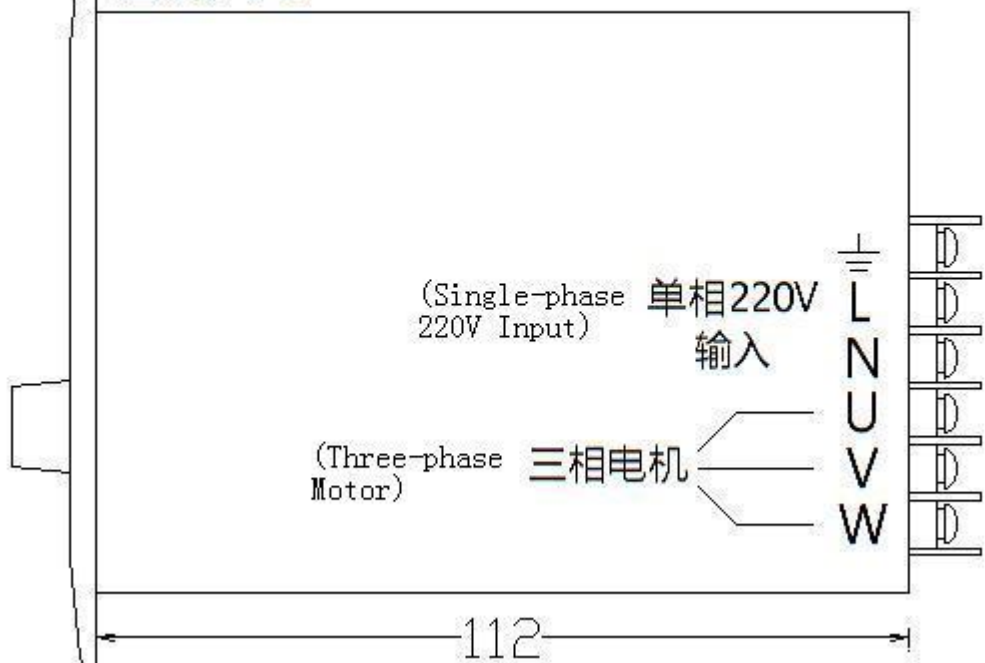 (Single-phase 单相220V L
220V Input) 输入 N
U
(Three-phase 三相电机 V
Motor)
W
112